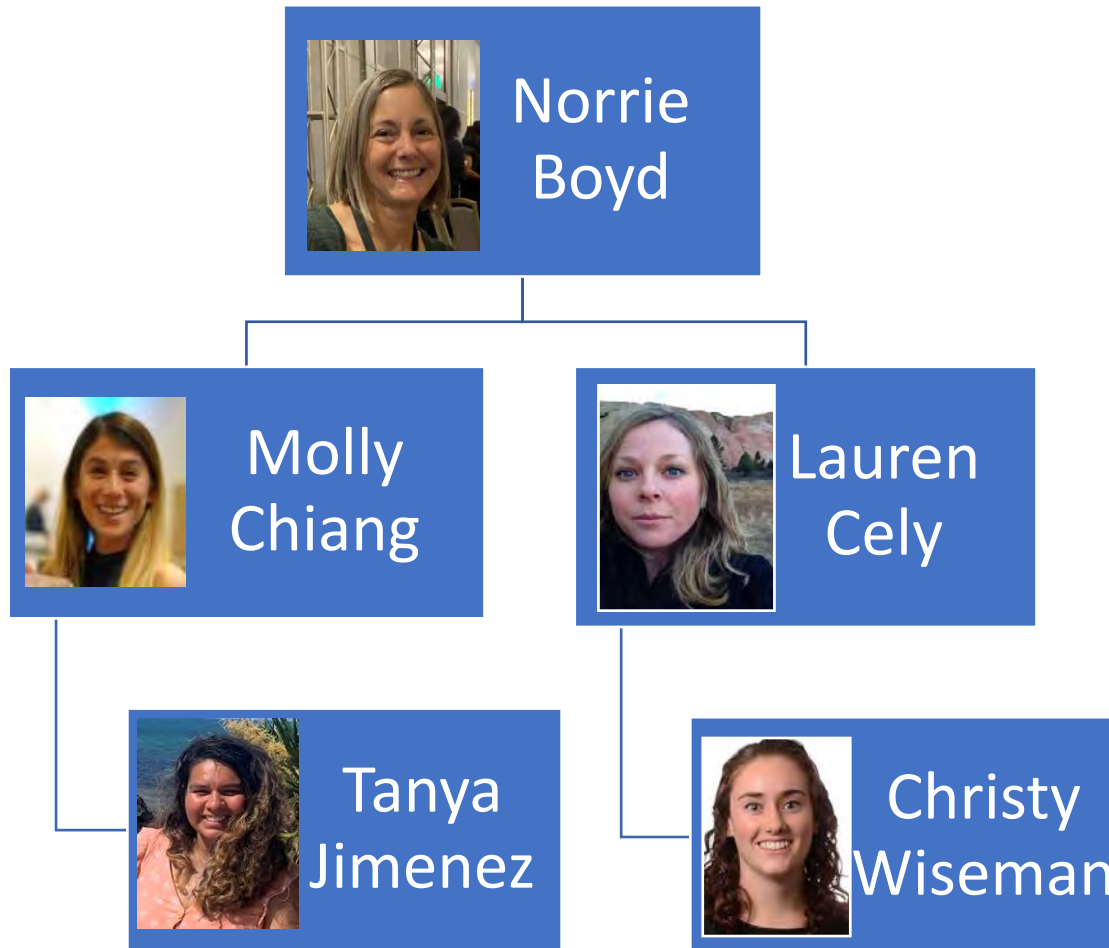 Norrie
Boyd
Molly
Chiang
Lauren
Cely
Tanya
Jimenez
Christy
Wiseman